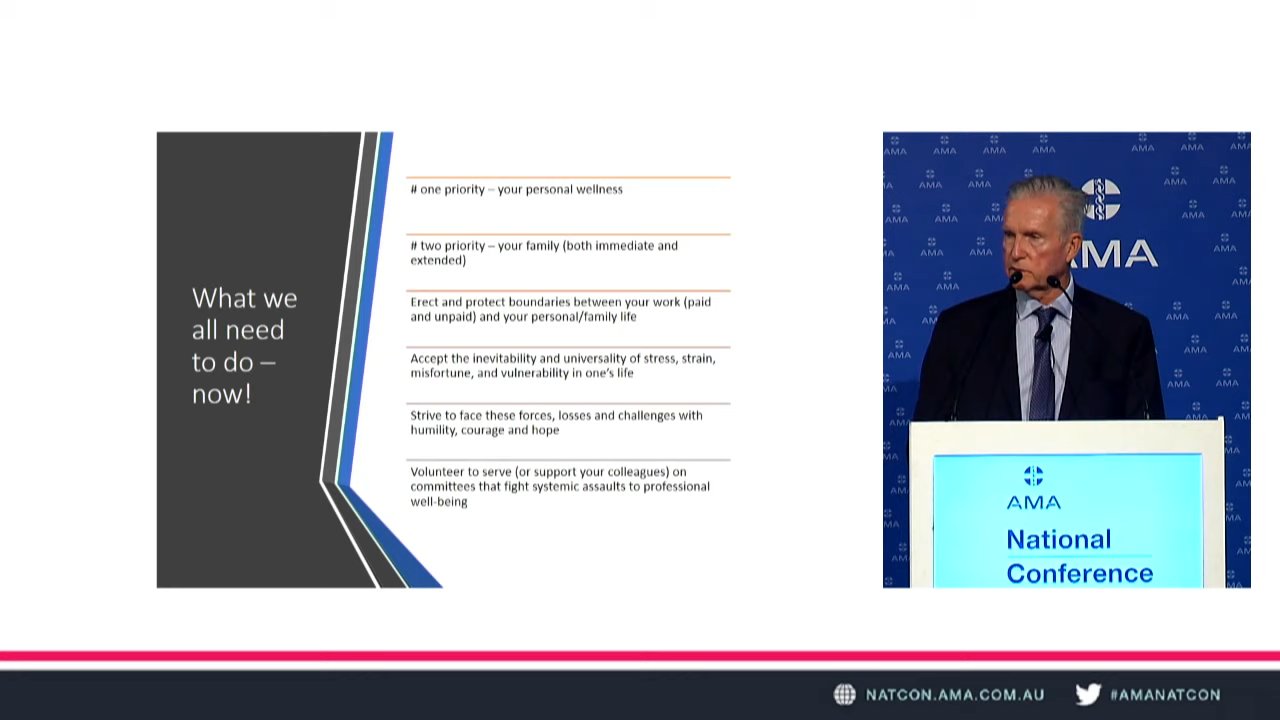 What we
all need
to do –
now!
# one priority – your personal wellness
# two priority – your family (both immediate and
extended)
Erect and protect boundaries between your work (paid
and unpaid) and your personal/family life
Accept the inevitability and universality of stress, strain,
misfortune, and vulnerability in one's life
Strive to face these forces, losses and challenges with
humility, courage and hope
Volunteer to serve (or support your colleagues) on
committees that fight systemic assaults to professional
well-being
AMA
AMA
National
Conference
NATCON.AMA.COM.AU
#AMANATCON